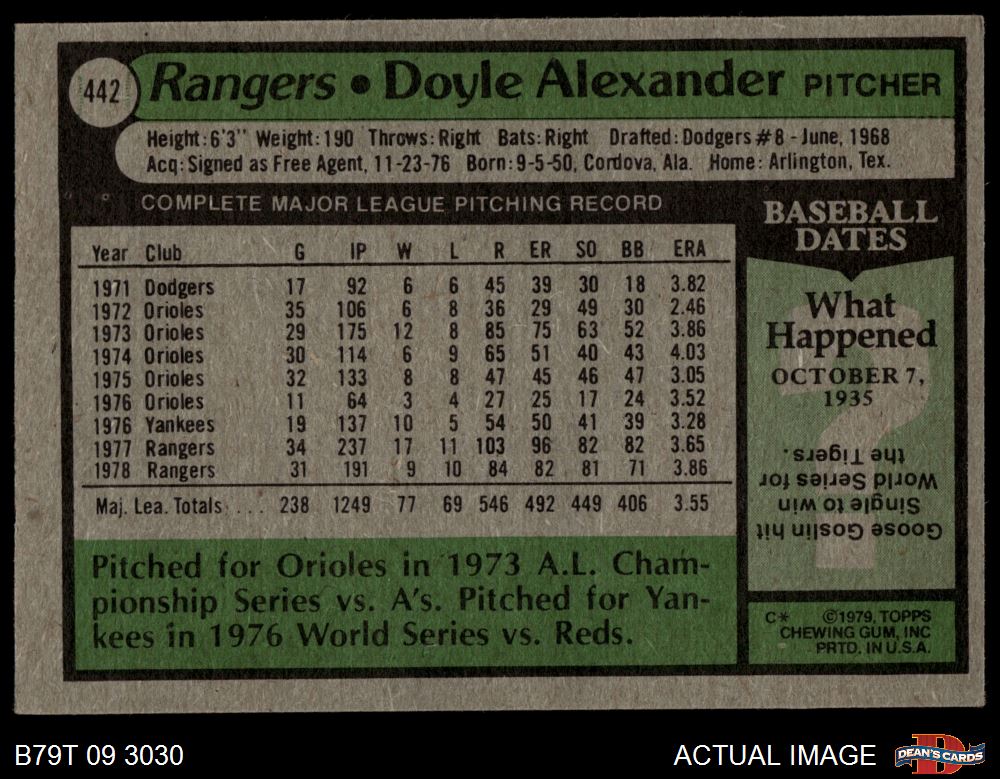 442 Rangers • Doyle Alexander PITCHER
Height: 6'3" Weight: 190 Throws: Right Bats: Right Drafted: Dodgers #8 - June, 1968
Acq: Signed as Free Agent, 11-23-76 Born: 9-5-50, Cordova, Ala. Home: Arlington, Tex.
COMPLETE MAJOR LEAGUE PITCHING RECORD
Year Club G IP W L R ER SO BB ERA
1971 Dodgers 17 92 6 6 45 39 30 18 3.82
1972 Orioles 35 106 6 8 36 29 49 30 2.46
1973 Orioles 29 175 12 8 85 75 63 52 3.86
1974 Orioles 30 114 6 9 65 51 40 43 4.03
1975 Orioles 32 133 8 8 47 45 46 47 3.05
1976 Orioles 11 64 3 4 27 25 17 24 3.52
1976 Yankees 19 137 10 5 54 50 41 39 3.28
1977 Rangers 34 237 17 11 103 96 82 82 3.65
1978 Rangers 31 191 9 10 84 82 81 71 3.86
Maj. Lea. Totals . . . . 238 1249 77 69 546 492 449 406 3.55
Pitched for Orioles in 1973 A.L. Cham-
pionship Series vs. A's. Pitched for Yan-
kees in 1976 World Series vs. Reds.
BASEBALL
DATES
What
Happened
OCTOBER 7,
1935
Goose Goslin hit
Single to win
World Series for
the Tigers.
C* ©1979, TOPPS
CHEWING GUM, INC
PRTD. IN U.S.A.
B79T 09 3030
ACTUAL IMAGE
D
DEAN'S CARDS